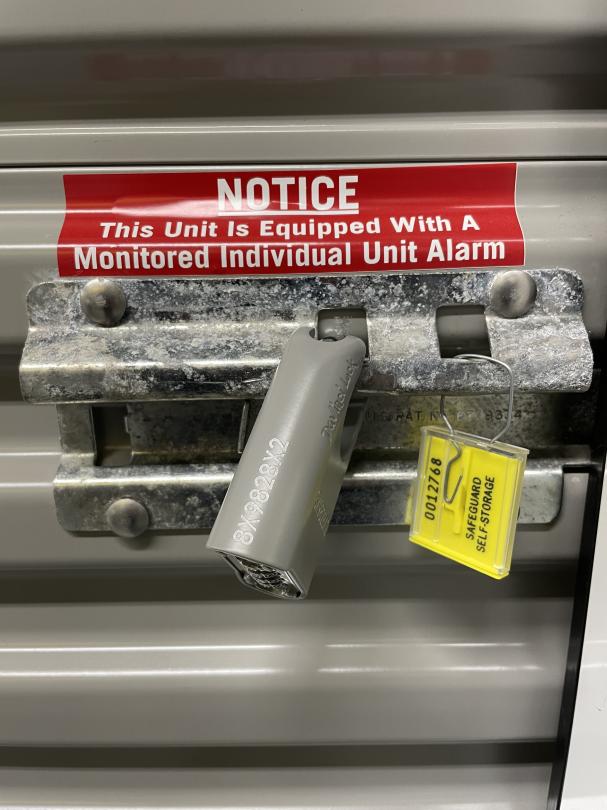 NOTICE
This Unit Is Equipped With A
Monitored Individual Unit Alarm
8X9828X2
0012768
SAFEGUARD
SELF-STORAGE